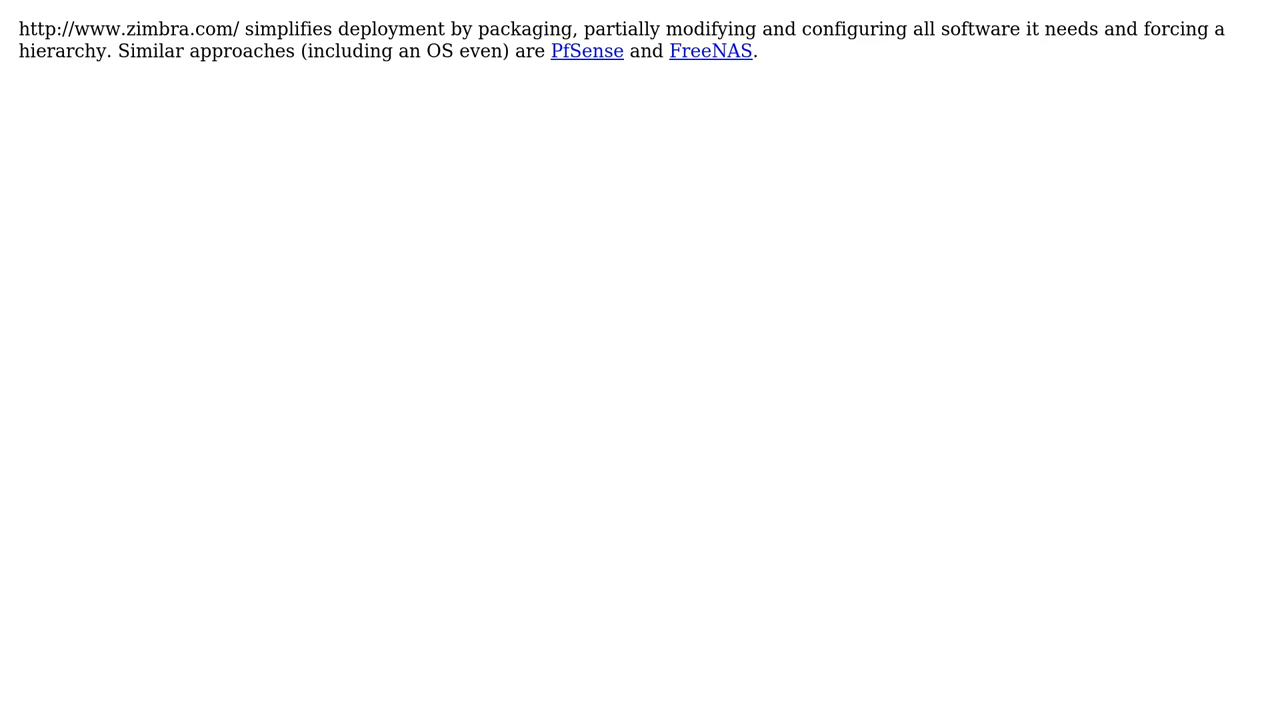 http://www.zimbra.com/ simplifies deployment by packaging, partially modifying and configuring all software it needs and forcing a
hierarchy. Similar approaches (including an OS even) are PfSense and FreeNAS.